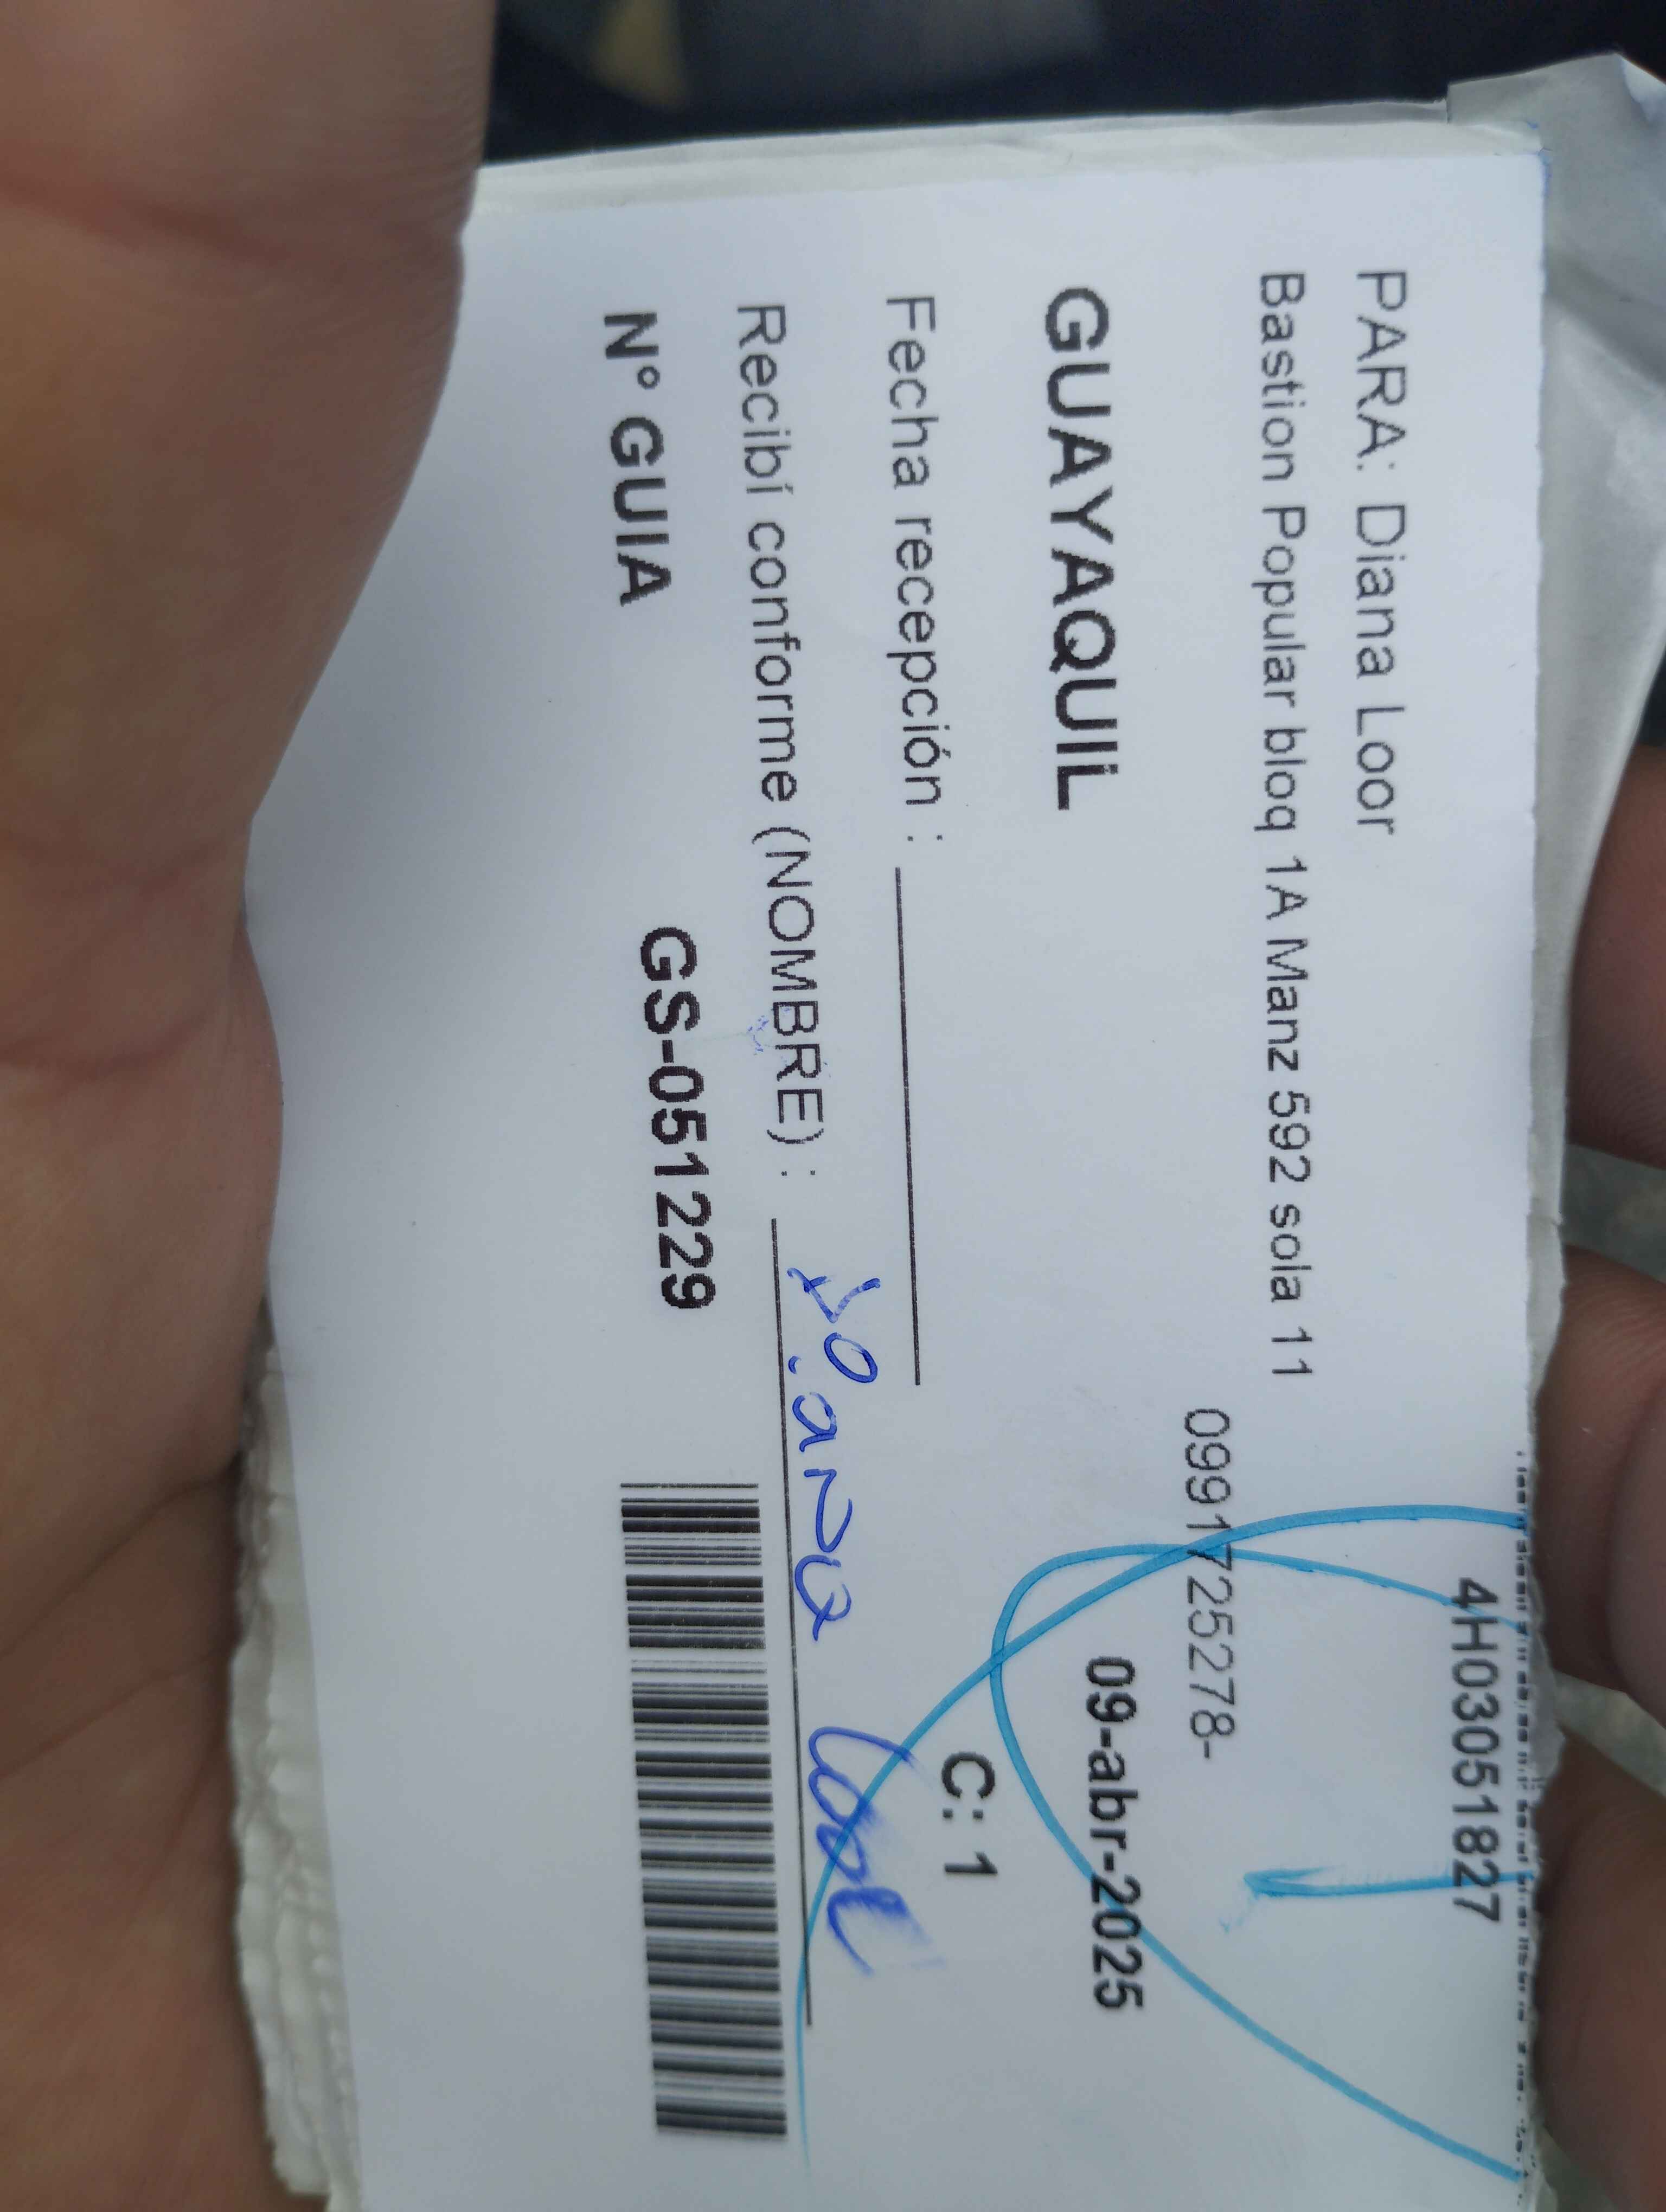 4H03051827
PARA: Diana Loor
Bastion Popular bloq 1A Manz 592 sola 11
0991725278-
GUAYAQUIL 09-abr-2025
Fecha recepción :
C: 1
Recibí conforme (NOMBRE) :
N° GUIA GS-051229